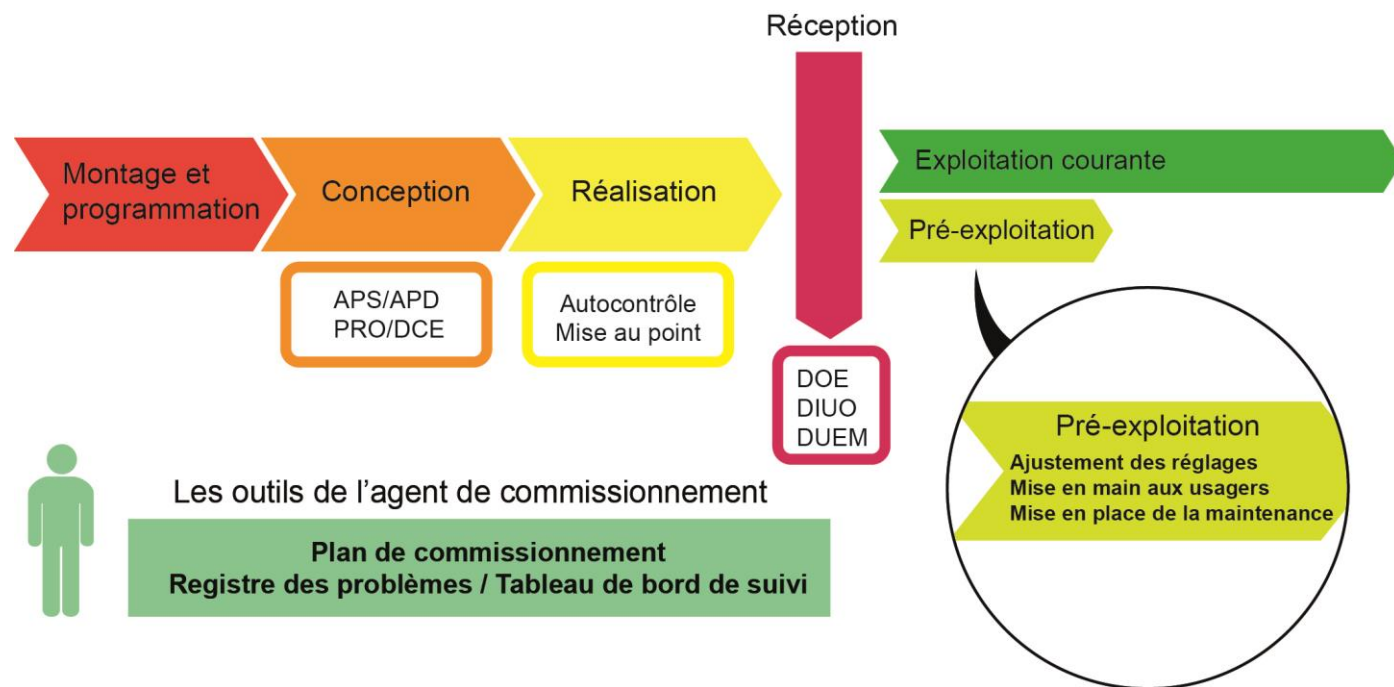 Réception
Montage et
programmation
Conception
Réalisation
Exploitation courante
Pré-exploitation
APS/APD
PRO/DCE
Autocontrôle
Mise au point
DOE
DIUO
DUEM
Pré-exploitation
Ajustement des réglages
Mise en main aux usagers
Mise en place de la maintenance
Les outils de l’agent de commissionnement
Plan de commissionnement
Registre des problèmes / Tableau de bord de suivi